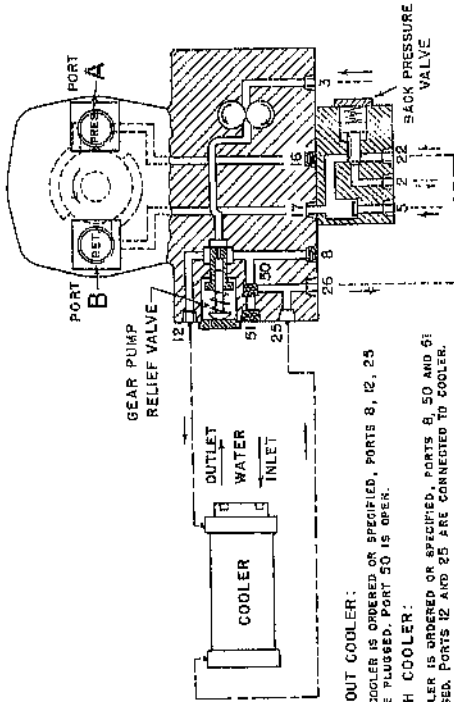 PORT
B
RET
PORT
A
PRES
GEAR PUMP
RELIEF VALVE
12
51
25
50
26
8
7
6
3
5
2
22
BACK PRESSURE
VALVE
OUTLET
WATER
INLET
COOLER
OUT COOLER:
COOLER IS ORDERED OR SPECIFIED, PORTS 8, 12, 25
E PLUGGED. PORT 50 IS OPEN.
H COOLER:
LER IS ORDERED OR SPECIFIED, PORTS 8, 50 AND 51
ED. PORTS 12 AND 25 ARE CONNECTED TO COOLER.